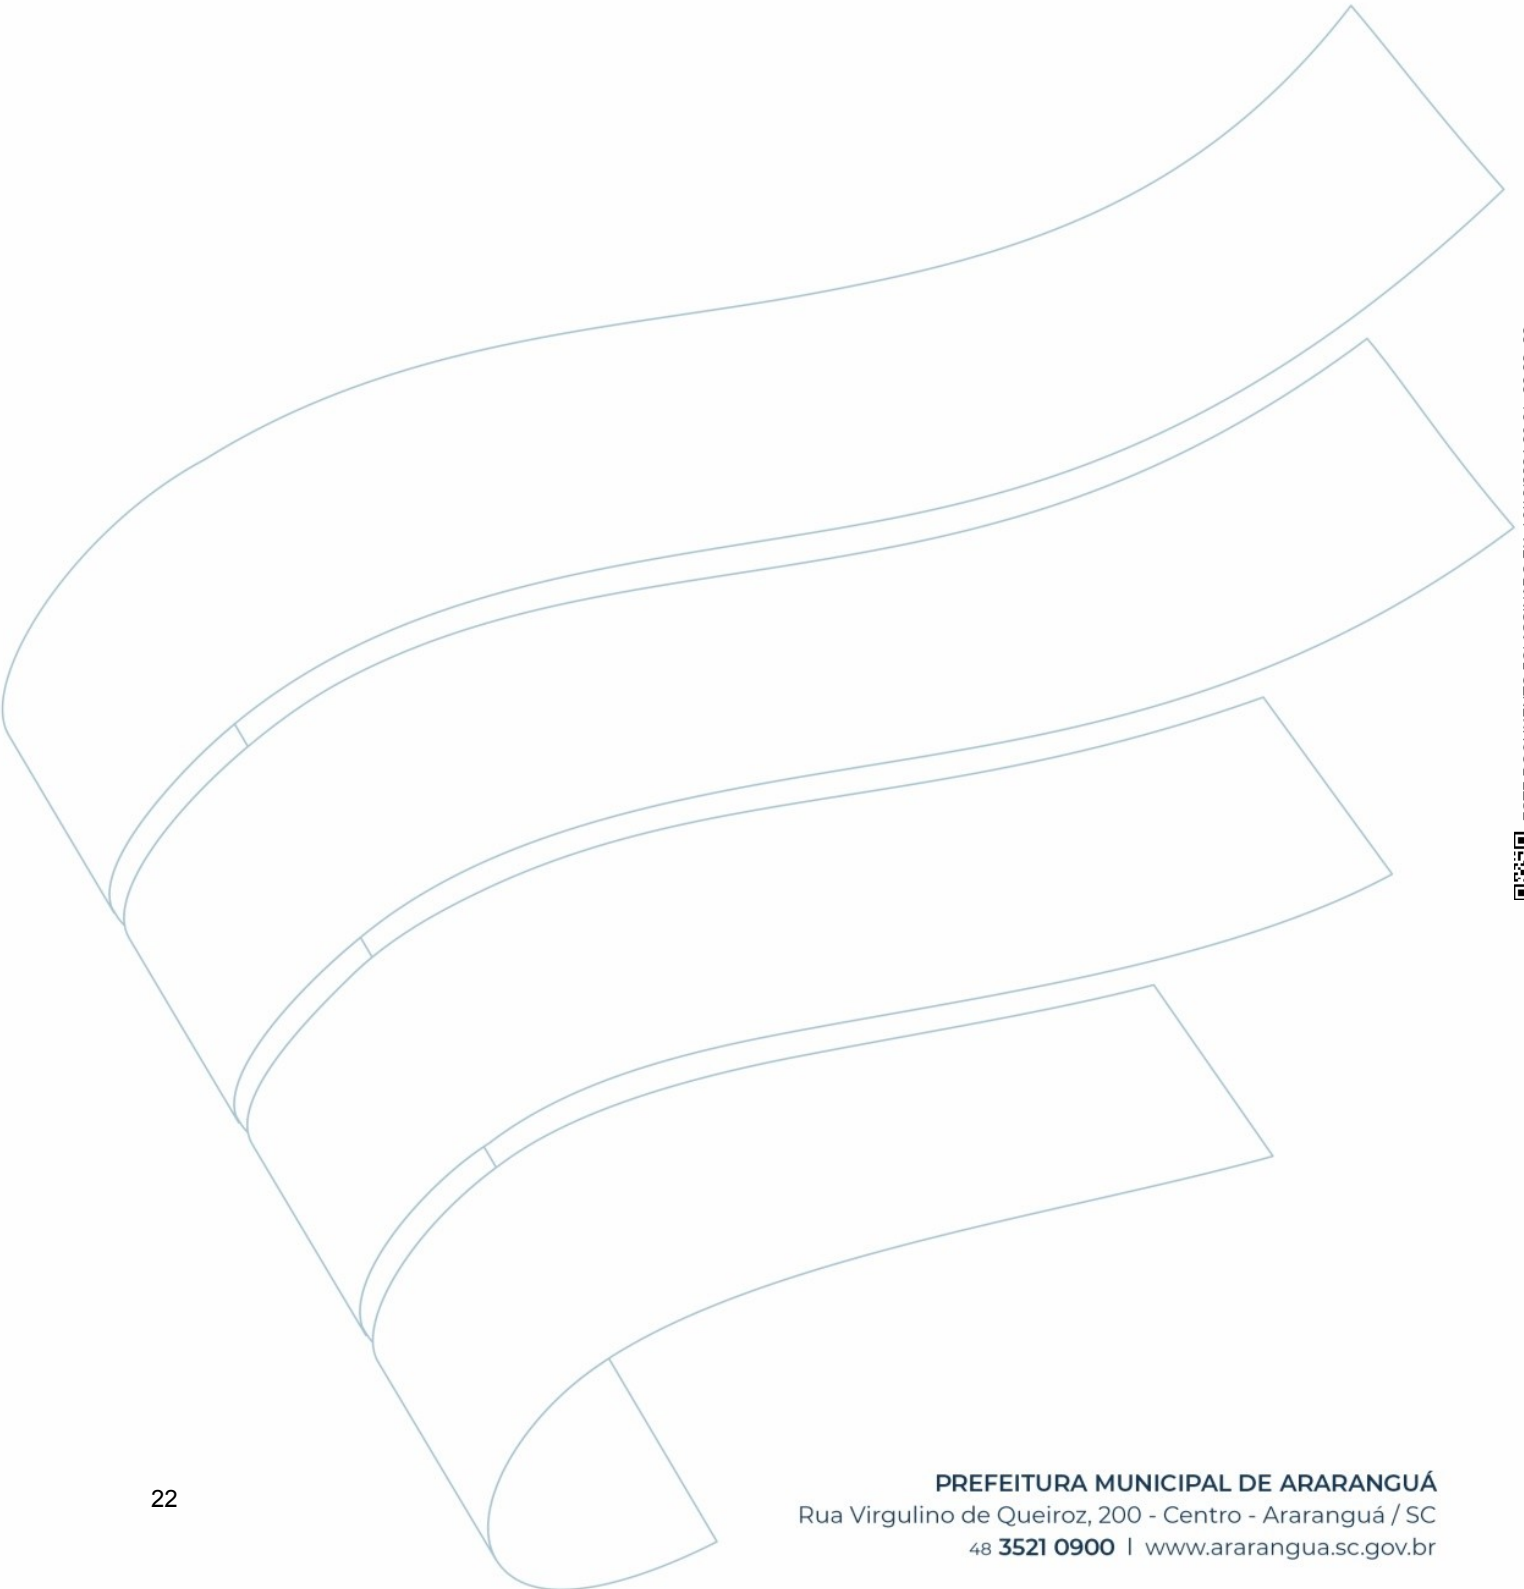 22
PREFEITURA MUNICIPAL DE ARARANGUÁ
Rua Virgulino de Queiroz, 200 - Centro - Araranguá / SC
48 3521 0900 | www.ararangua.sc.gov.br